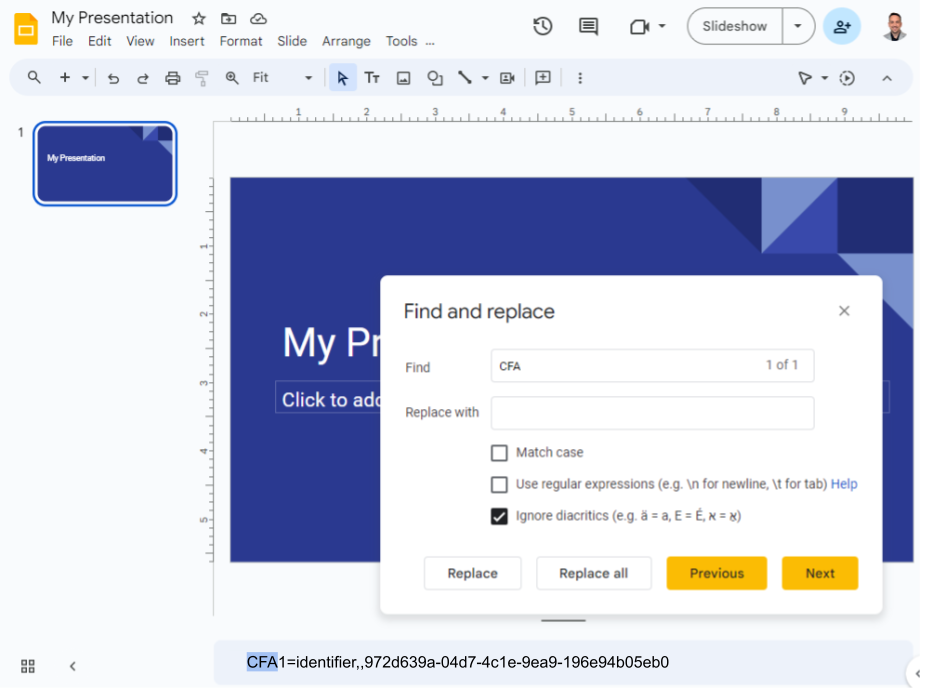 My Presentation
File Edit View Insert Format Slide Arrange Tools ...
Slideshow
Fit
1 2 3 4 5 6 7 8 9
1
My Presentation
1
2
3
4
5
My Pr
Click to add
Find and replace
Find CFA 1 of 1
Replace with
Match case
Use regular expressions (e.g. \n for newline, \t for tab) Help
Ignore diacritics (e.g. ä = a, E = É, א = אָ)
Replace Replace all Previous Next
CFA1=identifier,,972d639a-04d7-4c1e-9ea9-196e94b05eb0